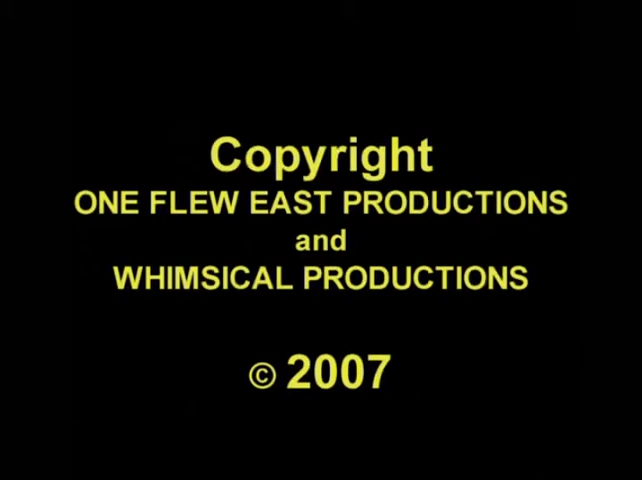 Copyright
ONE FLEW EAST PRODUCTIONS
and
WHIMSICAL PRODUCTIONS
© 2007